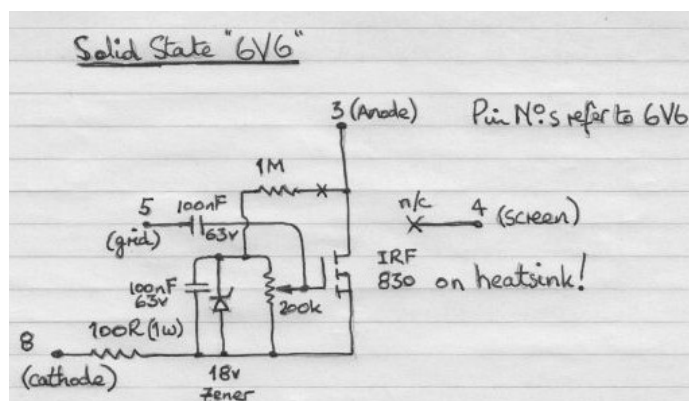 Solid State "6V6"
3 (Anode)
Pin Nº.s refer to 6V6
1M
n/c
4 (screen)
5
(grid)
100nF
63v
IRF
830 on heatsink!
100nF
63v
200k
100R (1w)
8
(cathode)
18v
Zener